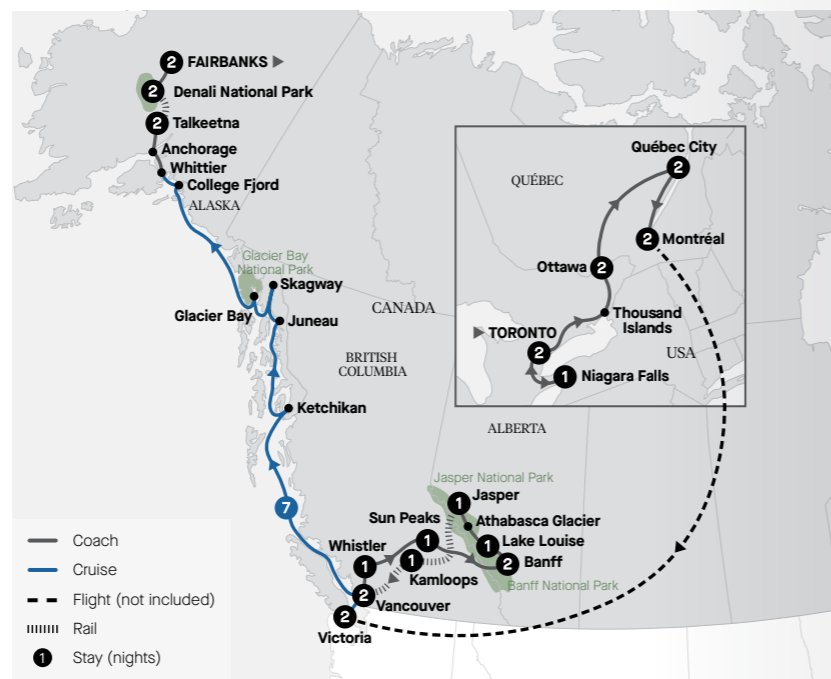 2 FAIRBANKS ▶
2 Denali National Park
2 Talkeetna
Anchorage
Whittier
College Fjord
ALASKA
Glacier Bay
National Park
Skagway
Glacier Bay
Juneau
CANADA
BRITISH
COLUMBIA
Ketchikan
7
ALBERTA
Québec City
2
QUÉBEC
2 Montréal
Ottawa 2
Thousand
Islands
▶ TORONTO
2
USA
1 Niagara Falls
Jasper National Park
1 Jasper
Athabasca Glacier
Sun Peaks
1
1 Lake Louise
Whistler
1
1
Kamloops
2 Banff
Banff National Park
2
Vancouver
2
Victoria
Coach
Cruise
Flight (not included)
Rail
1 Stay (nights)